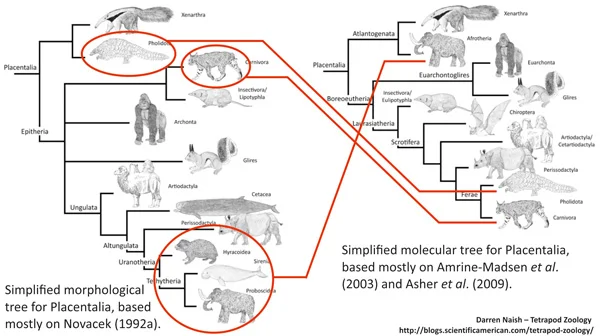 Xenarthra
Pholidota
Placentalia
Carnivora
Insectivora/
Lipotyphla
Epitheria
Archonta
Glires
Artiodactyla
Ungulata
Cetacea
Perissodactyla
Altungulata
Hyracoidea
Uranotheria
Sirenia
Tethytheria
Proboscidea
Simplified morphological
tree for Placentalia, based
mostly on Novacek (1992a).
Xenarthra
Atlantogenata
Afrotheria
Placentalia
Euarchonta
Euarchontoglires
Boreoeutheria
Insectivora/
Eulipotyphla
Glires
Chiroptera
Laurasiatheria
Scrotifera
Artiodactyla/
Cetartiodactyla
Perissodactyla
Ferae
Pholidota
Carnivora
Simplified molecular tree for Placentalia,
based mostly on Amrine-Madsen et al.
(2003) and Asher et al. (2009).
Darren Naish – Tetrapod Zoology
http://blogs.scientificamerican.com/tetrapod-zoology/